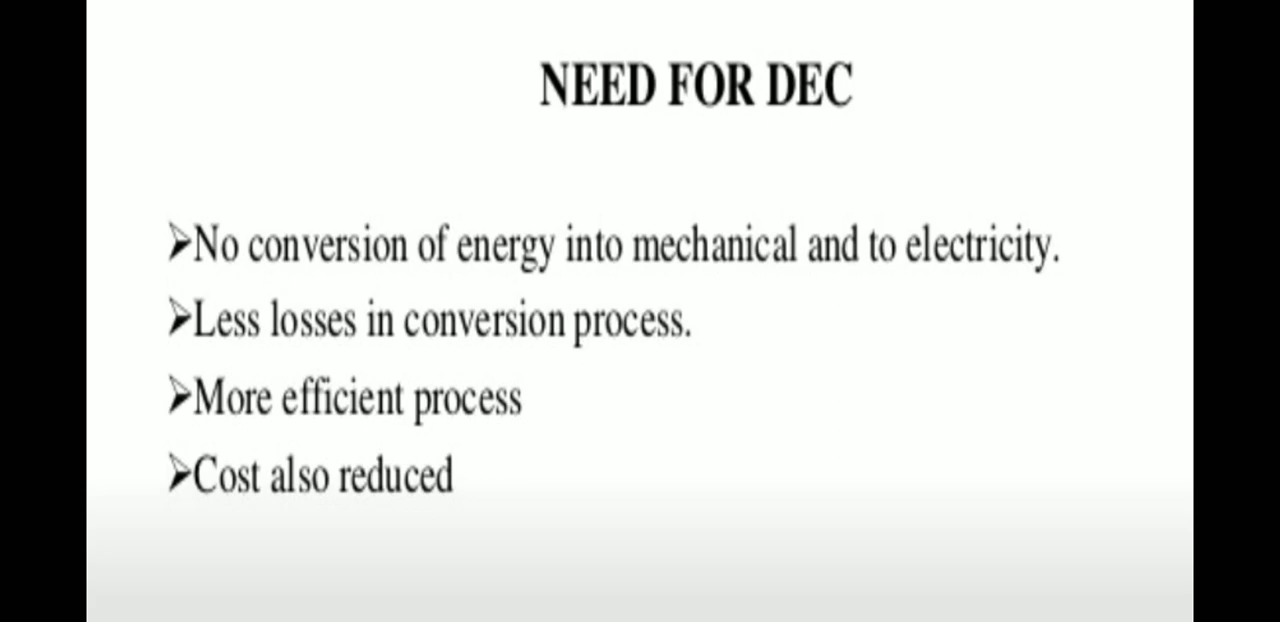 NEED FOR DEC
➢No conversion of energy into mechanical and to electricity.
➢Less losses in conversion process.
➢More efficient process
➢Cost also reduced